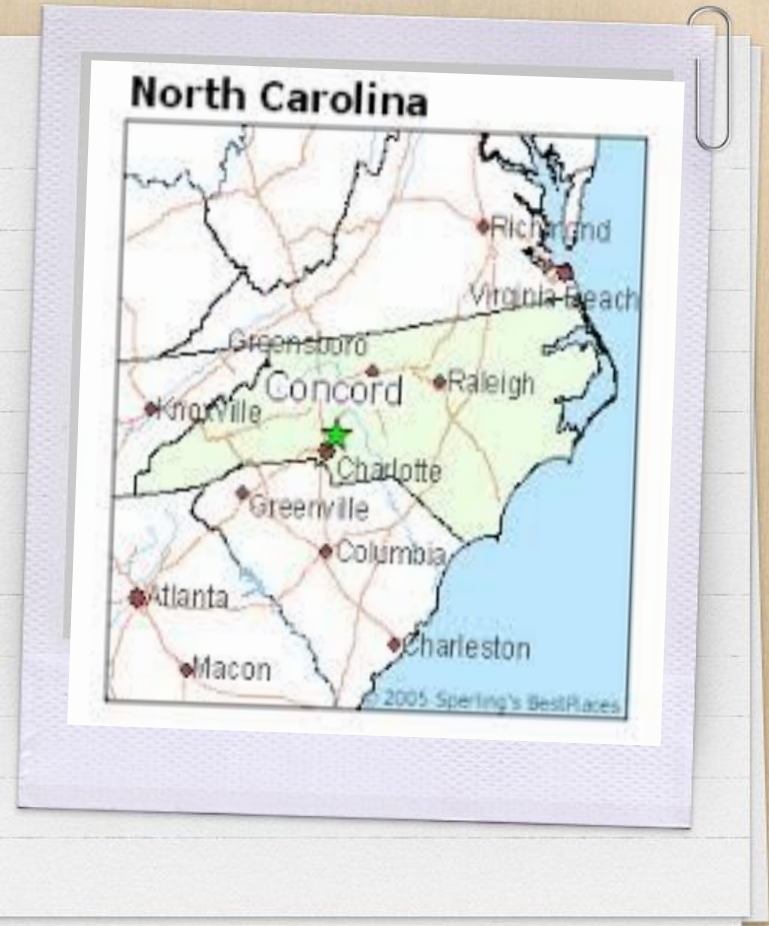 North Carolina
Richmond
Virginia Beach
Greensboro
Concord
Raleigh
Knoxville
Charlotte
Greenville
Columbia
Atlanta
Charleston
Macon
© 2005 Sperling's BestPlaces